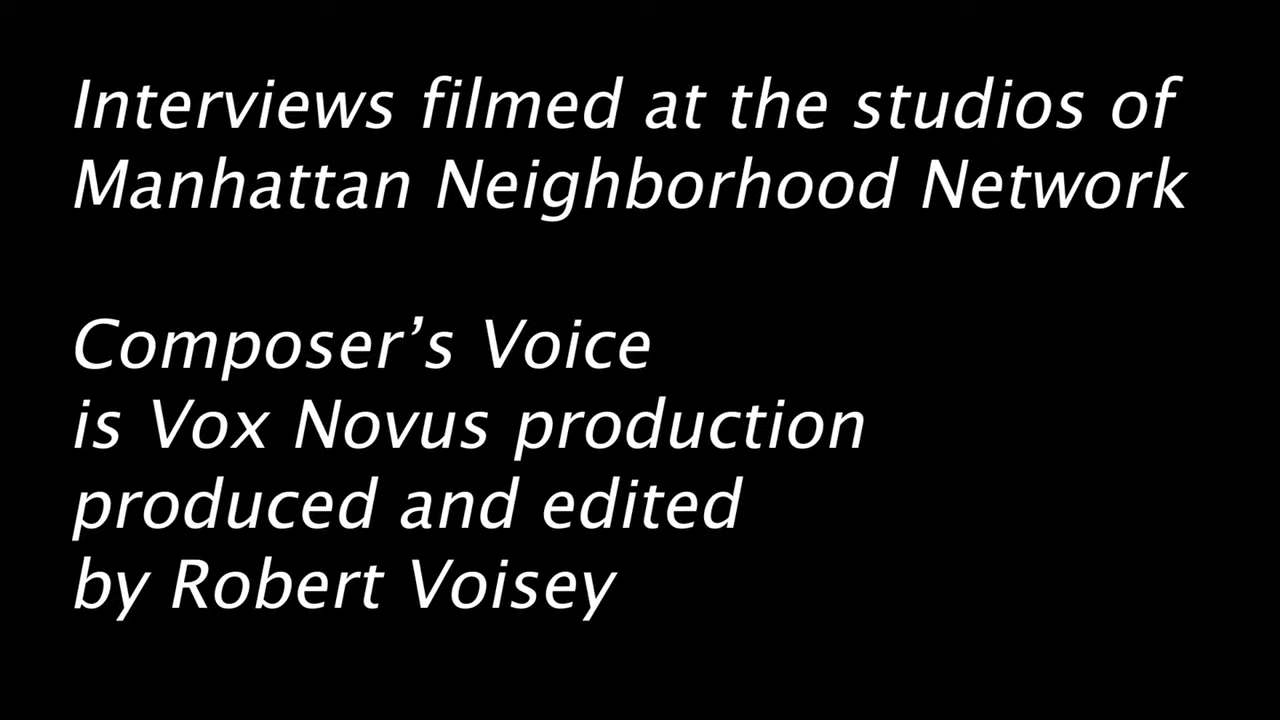 Interviews filmed at the studios of
Manhattan Neighborhood Network
Composer’s Voice
is Vox Novus production
produced and edited
by Robert Voisey